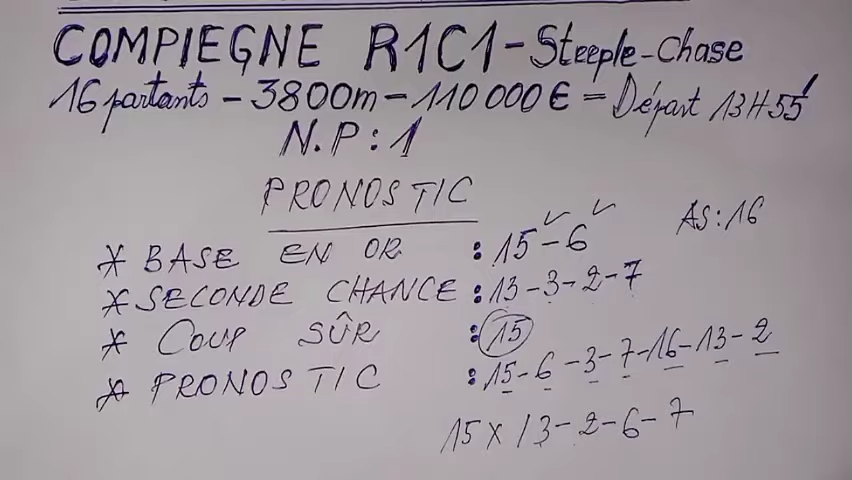 COMPIEGNE R1C1-Steeple-Chase
16 partants - 3800m - 110 000€ = Départ 13H55'
N.P : 1
PRONOSTIC
AS: 16
* BASE EN OR : 15 - 6
* SECONDE CHANCE : 13 - 3 - 2 - 7
* COUP SÛR : 15
* PRONOSTIC : 15 - 6 - 3 - 7 - 16 - 13 - 2
15 X 13 - 2 - 6 - 7